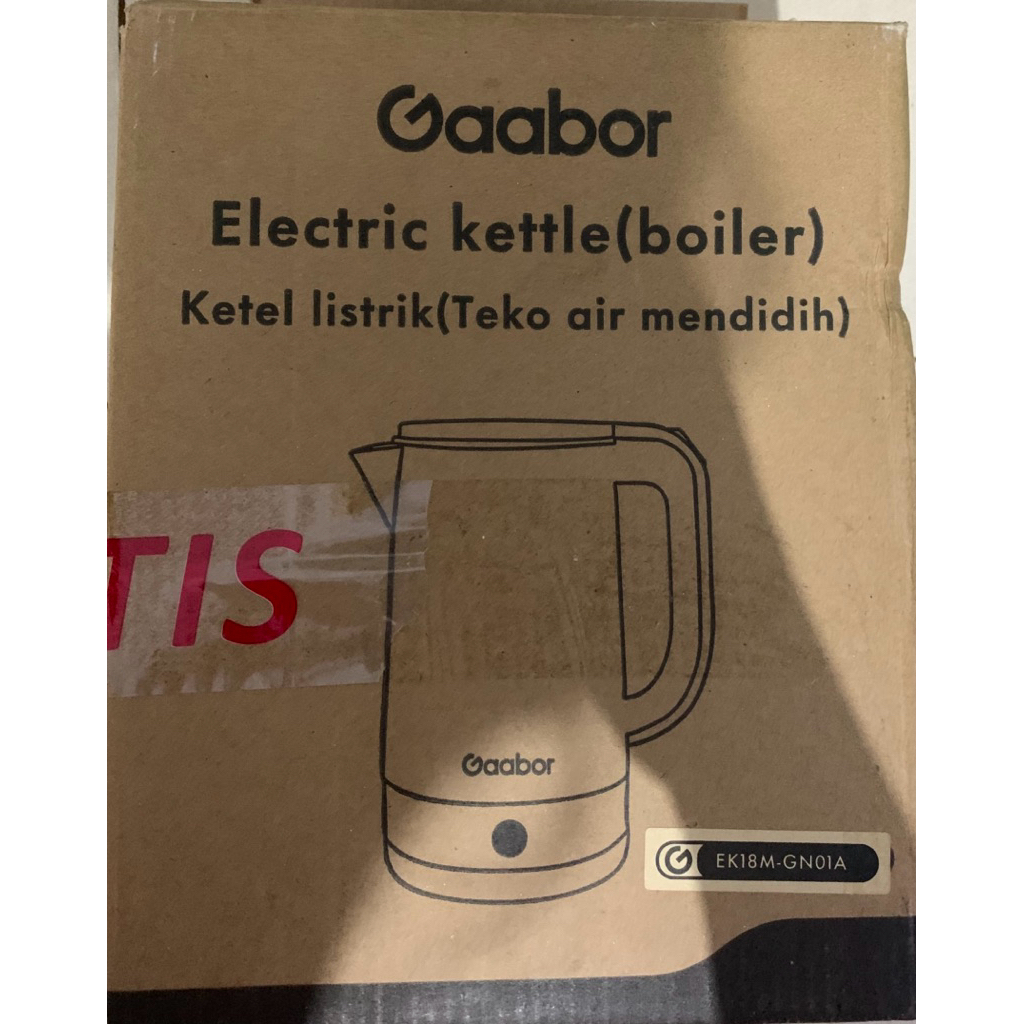 Gaabor
Electric kettle(boiler)
Ketel listrik(Teko air mendidih)
TIS
Gaabor
EK18M-GN01A